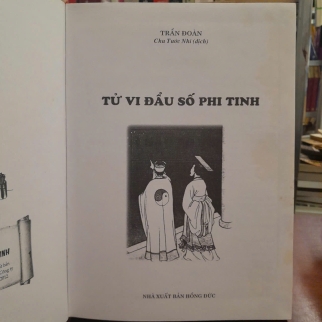 TRẦN ĐOÀN
Chu Tước Nhi (dịch)
TỬ VI ĐẨU SỐ PHI TINH
NHÀ XUẤT BẢN HỒNG ĐỨC